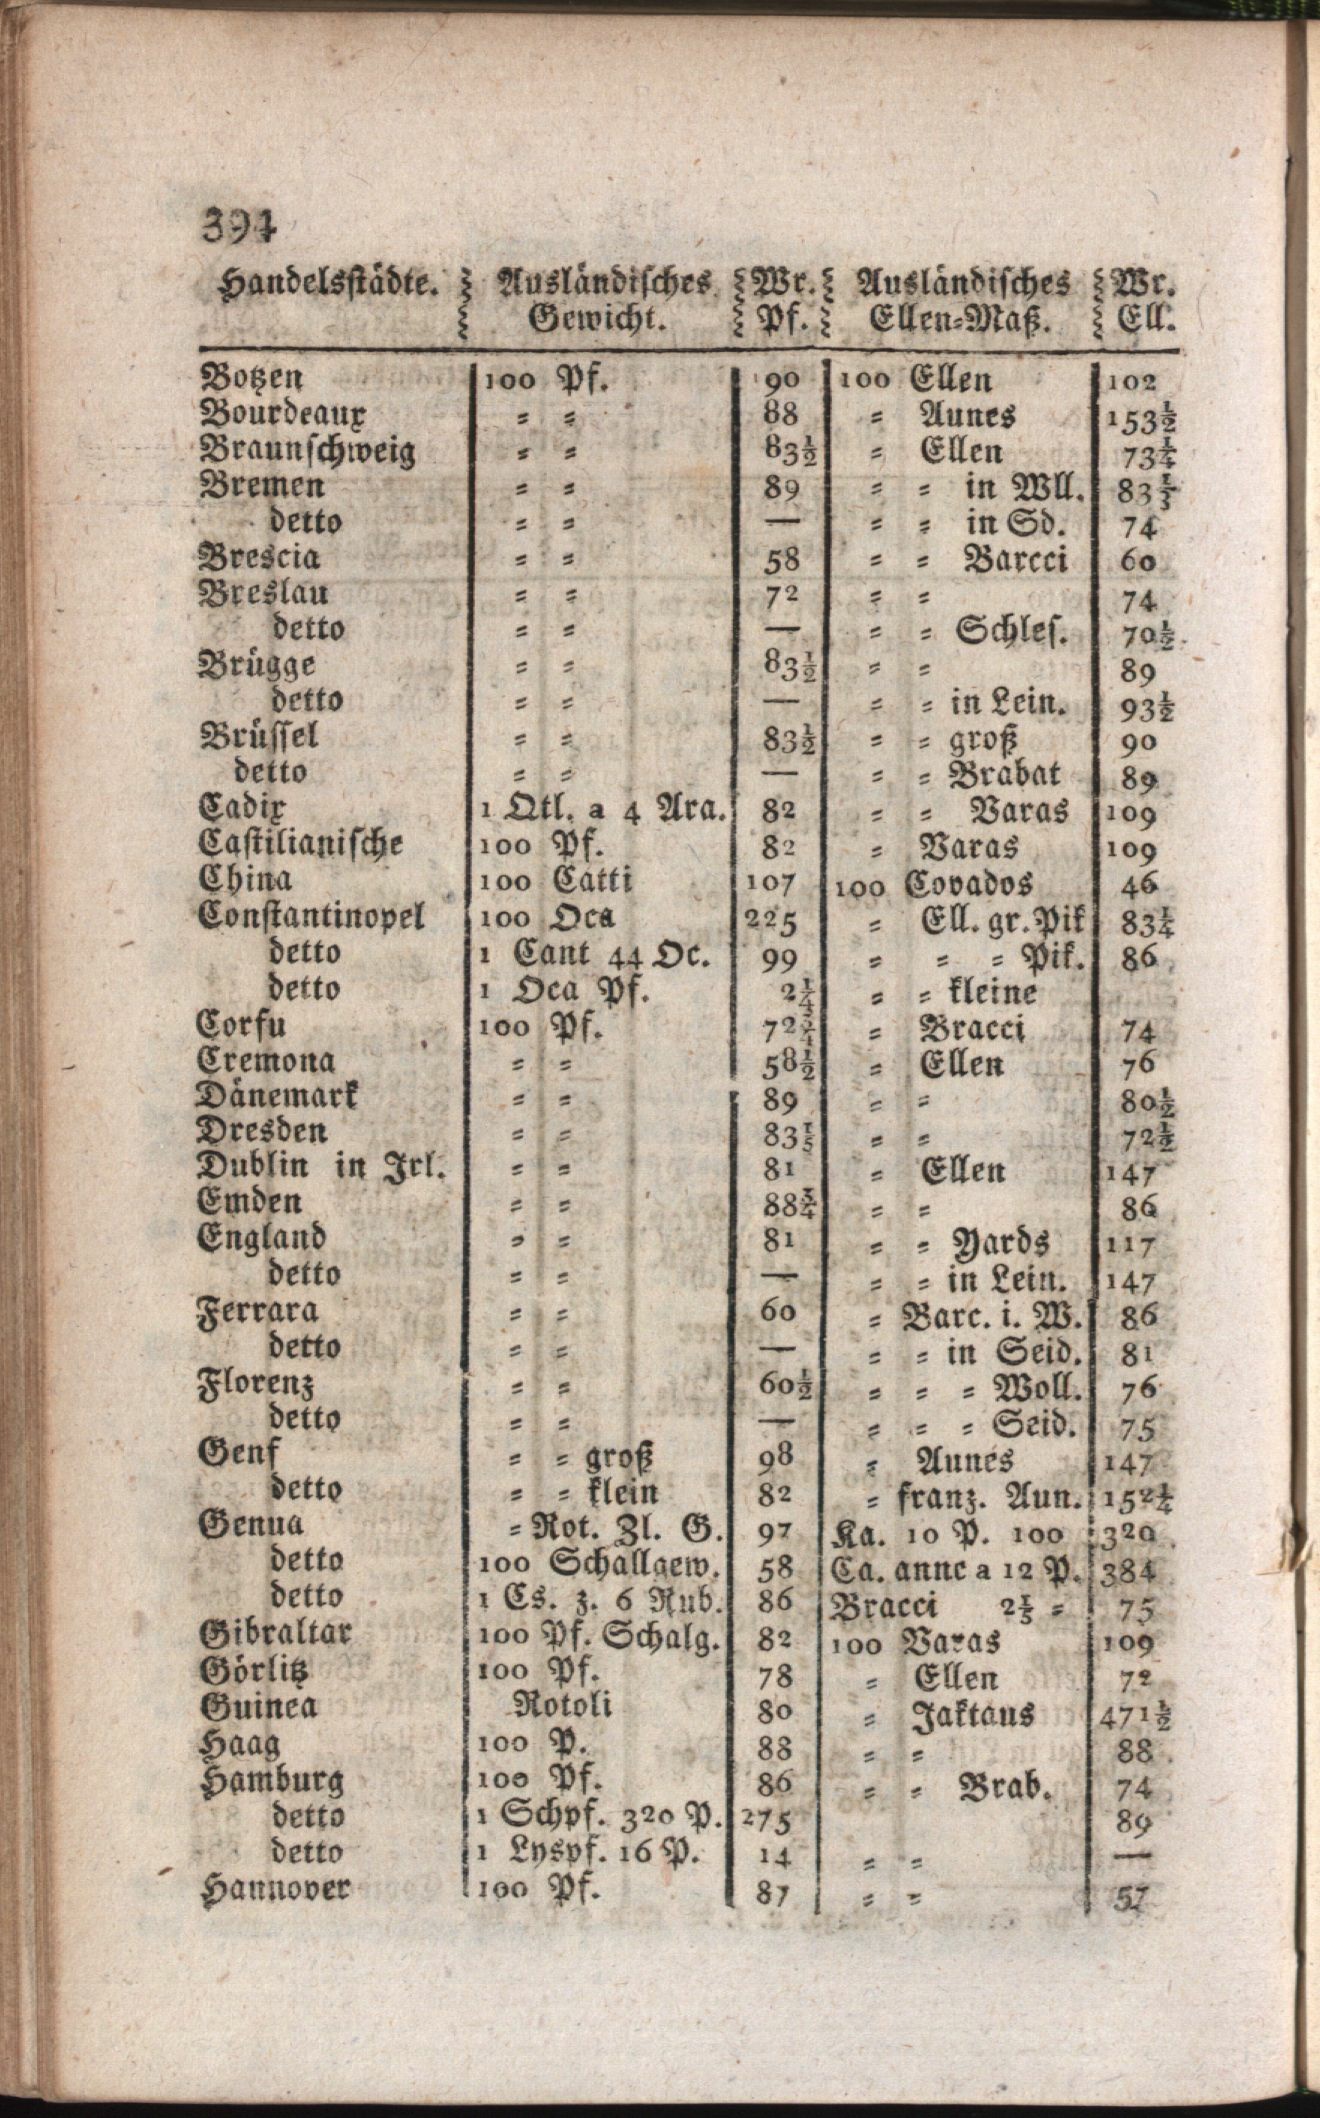 394
Handelsstädte. Ausländisches Wr. Ausländisches Wr.
Gewicht. Pf. Ellen=Maß. Ell.
Botzen 100 Pf. 90 100 Ellen 102
Bourdeaux = = 88 = Aunes 153½
Braunschweig = = 83½ = Ellen 73¼
Bremen = = 89 = = in Wll. 83⅓
detto = = — = = in Sd. 74
Brescia = = 58 = = Barcci 60
Breslau = = 72 = = 74
detto = = — = = Schles. 70½
Brügge = = 83½ = = 89
detto = = — = = in Lein. 93½
Brüssel = = 83½ = = groß 90
detto = = — = = Brabat 89
Cadix 1 Qtl. a 4 Ara. 82 = = Varas 109
Castilianische 100 Pf. 82 = Varas 109
China 100 Catti 107 100 Covados 46
Constantinopel 100 Oca 225 = Ell. gr. Pik 83¼
detto 1 Cant 44 Oc. 99 = = = Pik. 86
detto 1 Oca Pf. 2¼ = = kleine
Corfu 100 Pf. 72¾ = Bracci 74
Cremona = = 58½ = Ellen 76
Dänemark = = 89 = = 80½
Dresden = = 83⅕ = = 72½
Dublin in Irl. = = 81 = Ellen 147
Emden = = 88¾ = = 86
England = = 81 = = Yards 117
detto = = — = = in Lein. 147
Ferrara = = 60 = Barc. i. W. 86
detto = = — = = in Seid. 81
Florenz = = 60½ = = = Woll. 76
detto = = — = = = Seid. 75
Genf = = groß 98 = Aunes 147
detto = = klein 82 = franz. Aun. 152¼
Genua = Rot. Zl. G. 97 Ka. 10 P. 100 320
detto 100 Schallgew. 58 Ca. anne a 12 P. 384
detto 1 Cs. z. 6 Rub. 86 Bracci 2⅕ = 75
Gibraltar 100 Pf. Schalg. 82 100 Varas 109
Görlitz 100 Pf. 78 = Ellen 72
Guinea Rotoli 80 = Jaktans 471½
Haag 100 P. 88 = = 88
Hamburg 100 Pf. 86 = = Brab. 74
detto 1 Schpf. 320 P. 275 89
detto 1 Lyspf. 16 P. 14 = = —
Hannover 100 Pf. 87 = = 57